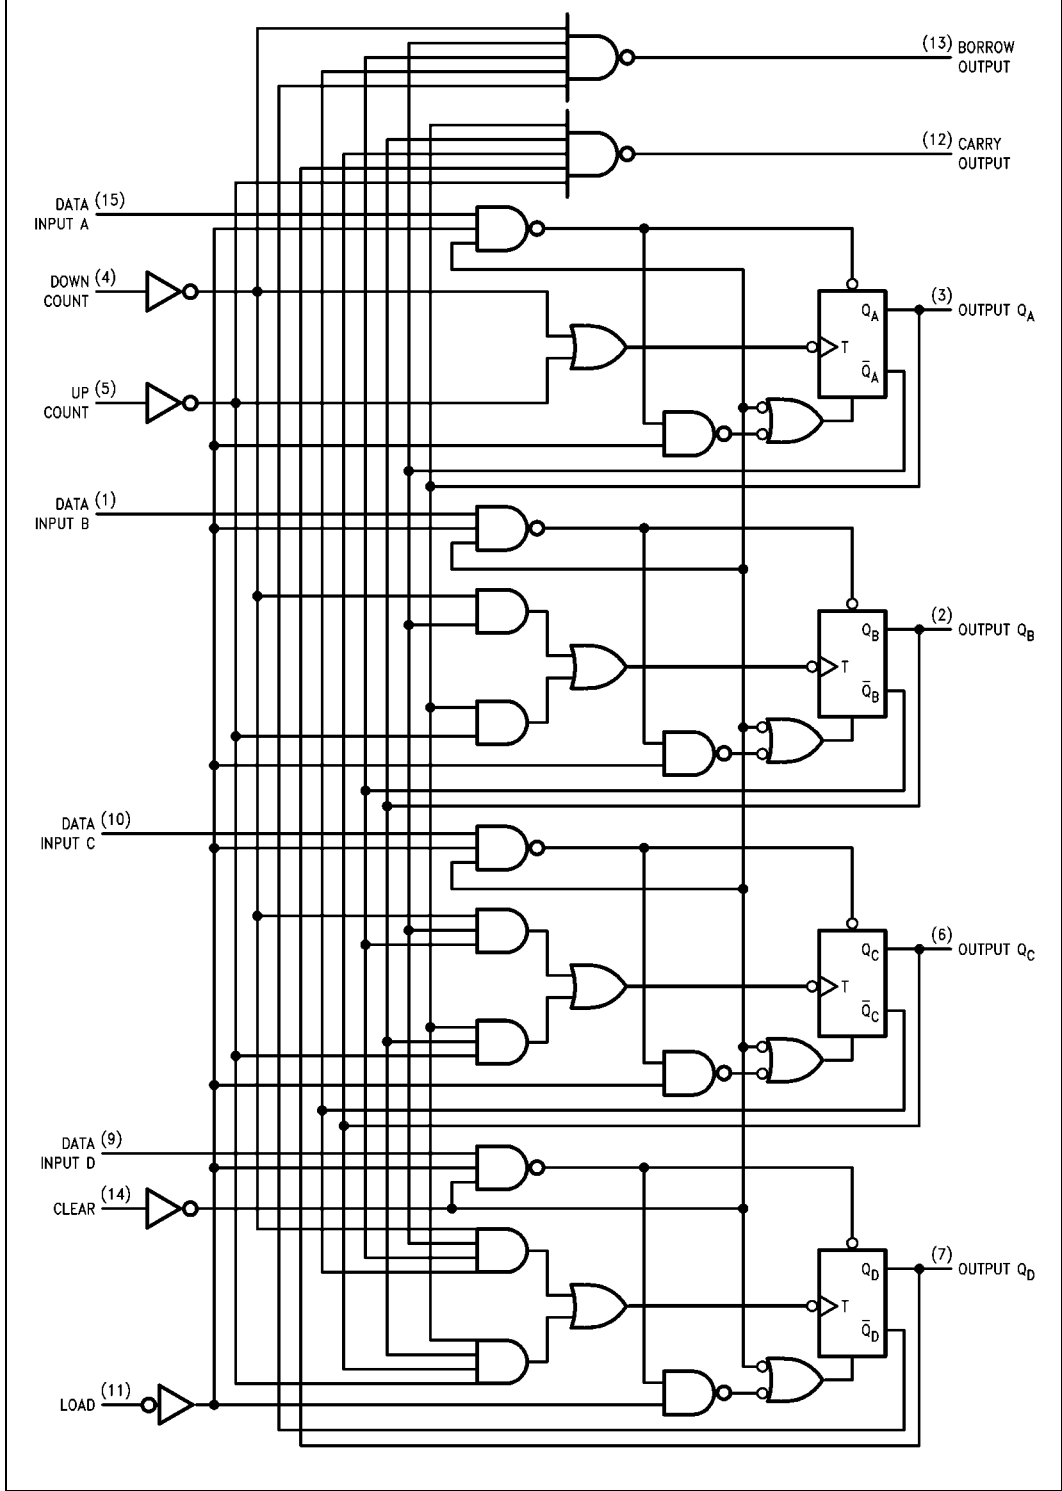 (13) BORROW
OUTPUT
(12) CARRY
OUTPUT
DATA (15)
INPUT A
DOWN (4)
COUNT
Q_A
(3) OUTPUT Q_A
T
Q̅_A
UP (5)
COUNT
DATA (1)
INPUT B
Q_B
(2) OUTPUT Q_B
T
Q̅_B
DATA (10)
INPUT C
Q_C
(6) OUTPUT Q_C
T
Q̅_C
DATA (9)
INPUT D
CLEAR (14)
Q_D
(7) OUTPUT Q_D
T
Q̅_D
LOAD (11)